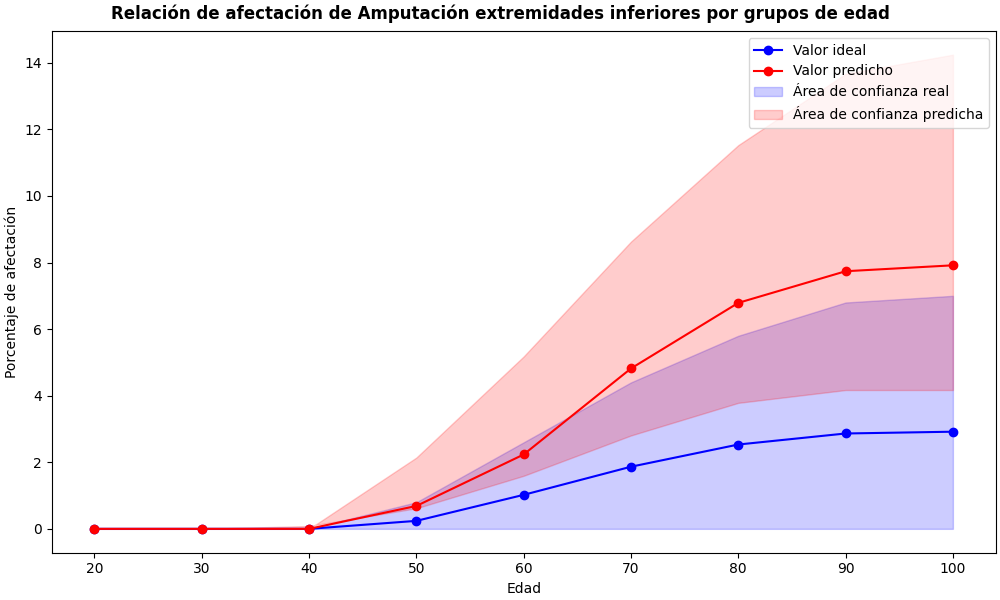 Relación de afectación de Amputación extremidades inferiores por grupos de edad
Valor ideal
Valor predicho
Área de confianza real
Área de confianza predicha
Porcentaje de afectación
14
12
10
8
6
4
2
0
20 30 40 50 60 70 80 90 100
Edad